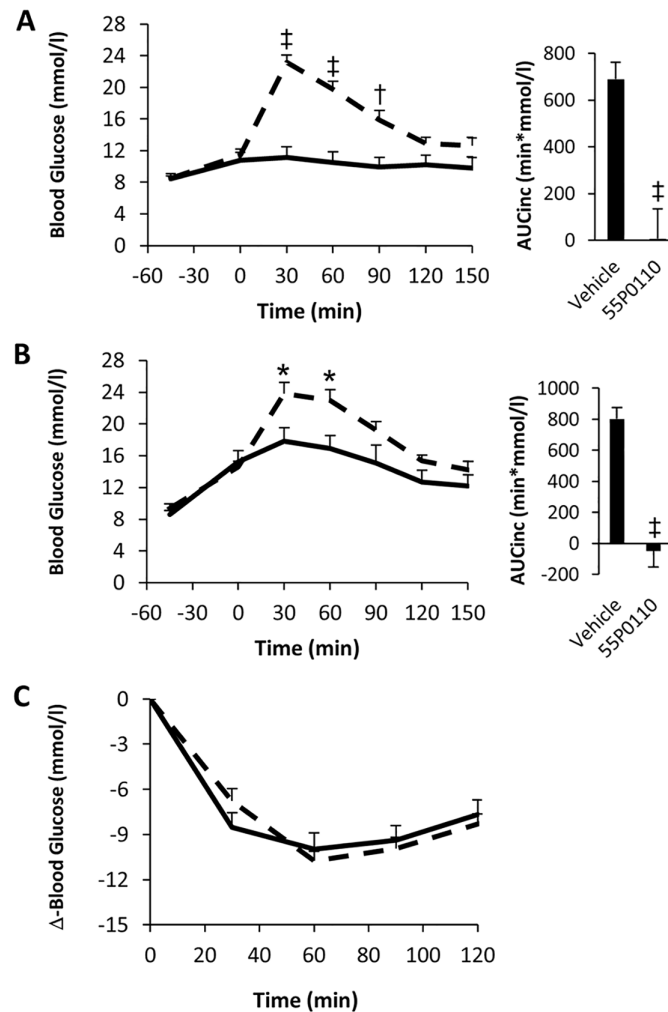 A
Blood Glucose (mmol/l)
28
24
20
16
12
8
4
0
‡
‡
†
-60 -30 0 30 60 90 120 150
Time (min)
AUCinc (min*mmol/l)
800
600
400
200
0
‡
Vehicle
55P0110
B
Blood Glucose (mmol/l)
28
24
20
16
12
8
4
0
* *
-60 -30 0 30 60 90 120 150
Time (min)
AUCinc (min*mmol/l)
1000
800
600
400
200
0
-200
‡
Vehicle
55P0110
C
Δ-Blood Glucose (mmol/l)
0
-3
-6
-9
-12
-15
0 20 40 60 80 100 120
Time (min)